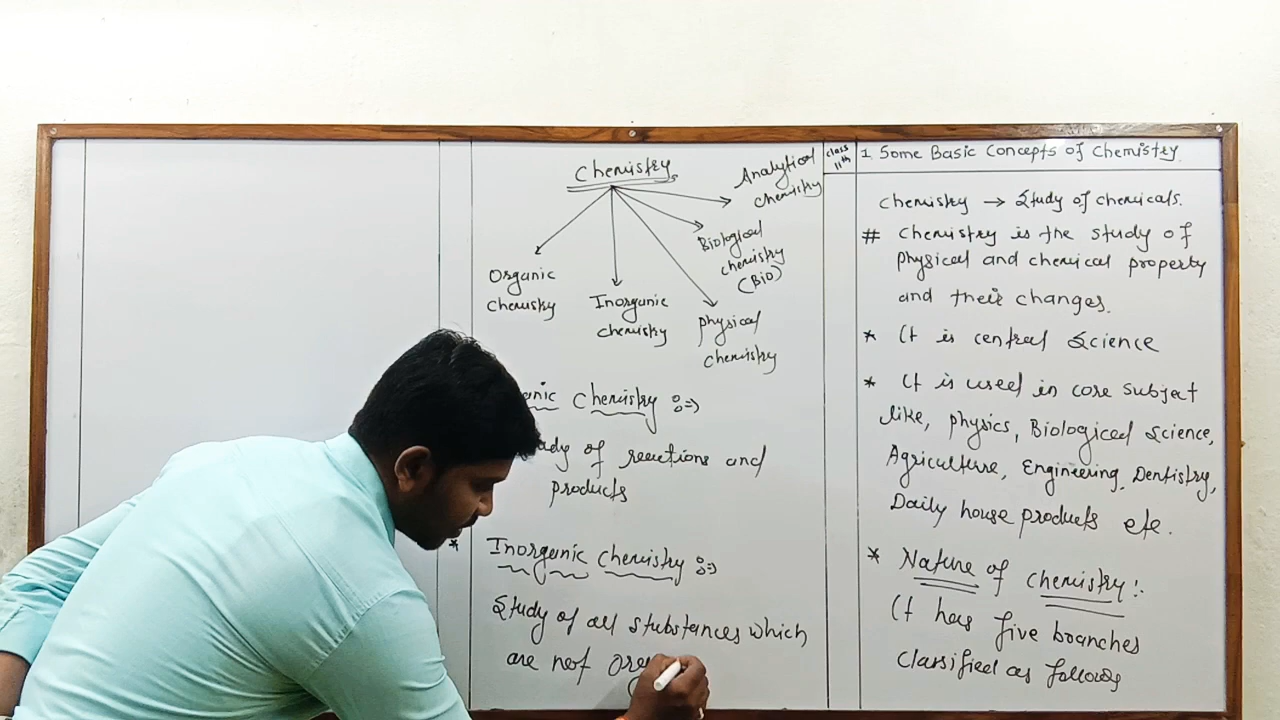 class 11th
1. Some Basic Concepts of Chemistry.
Chemistry → Study of chemicals.
# Chemistry is the study of
physical and chemical property
and their changes.
* It is central Science
* It is used in core subject
like, physics, Biological Science,
Agriculture, Engineering, Dentistry,
Daily house products etc.
* Nature of chemistry:
It has five branches
classified as follows
Chemistry
Analytical
chemistry
Biological
chemistry
(Bio)
Organic
chemistry
Inorganic
chemistry
physical
chemistry
Chemistry
of reactions and
products
* Inorganic chemistry
Study of all substances which
are not